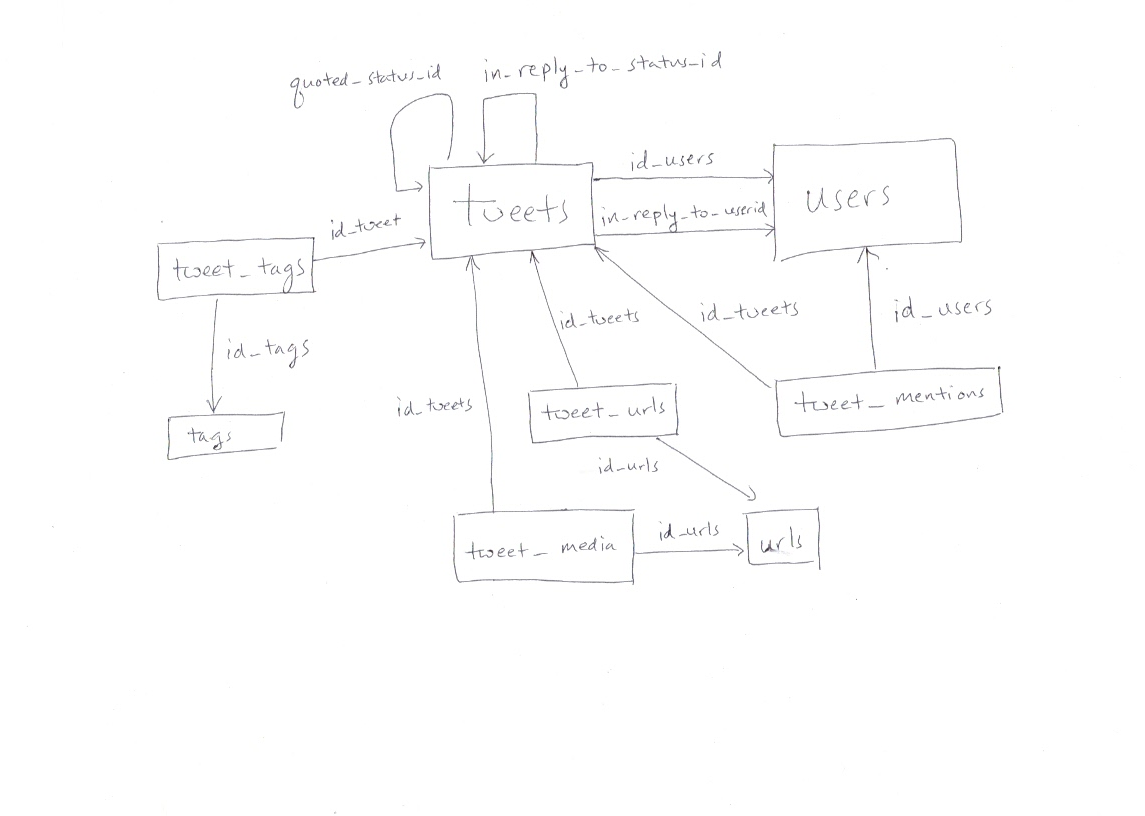 quoted_status_id
in_reply_to_status_id
id_users
tweets
users
in_reply_to_userid
id_tweet
tweet_tags
id_tweets
id_tweets
id_users
id_tags
id_tweets
tweet_urls
tweet_mentions
tags
id_urls
tweet_media
id_urls
urls